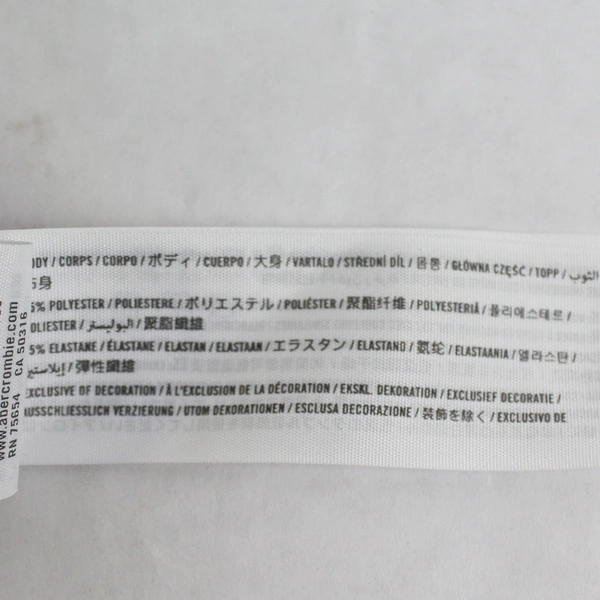 ODY / CORPS / CORPO / ボディ / CUERPO / 大身 / VARTALO / STŘEDNÍ DÍL / 몸통 / GŁÓWNA CZĘŚĆ / TOPP / الثوب
身
5% POLYESTER / POLIESTERE / ポリエステル / POLIÉSTER / 聚酯纤维 / POLYESTERIÄ / 폴리에스테르 /
OLIESTER / البوليستر / 聚脂纖維
5% ELASTANE / ÉLASTANE / ELASTAN / ELASTAAN / エラスタン / ELASTANO / 氨纶 / ELASTAANIA / 엘라스탄 /
إيلاستين / 彈性纖維
EXCLUSIVE OF DECORATION / À L'EXCLUSION DE LA DÉCORATION / EKSKL. DEKORATION / EXCLUSIEF DECORATIE /
USSCHLIESSLICH VERZIERUNG / UTOM DEKORATIONEN / ESCLUSA DECORAZIONE / 装飾を除く / EXCLUSIVO DE
www.abercrombie.com
RN 75654 CA 50316